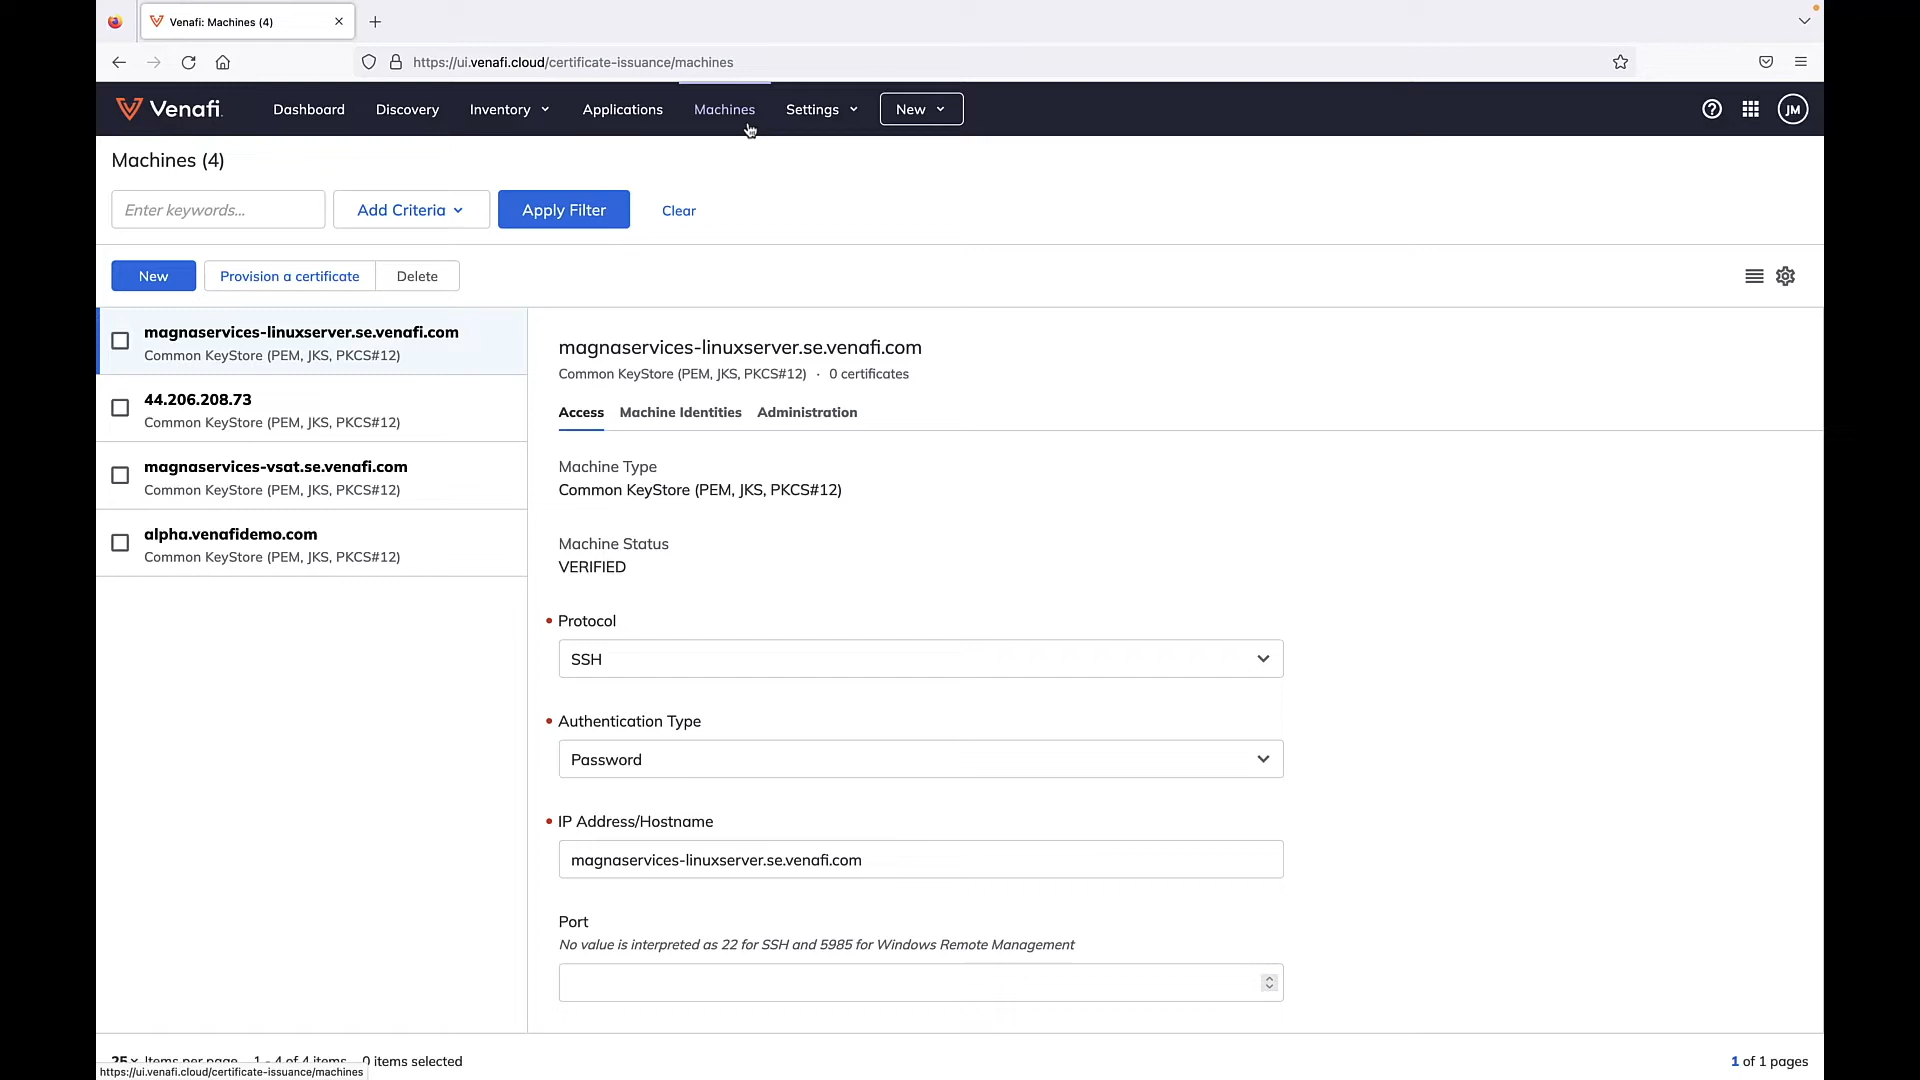 Venafi: Machines (4)
https://ui.venafi.cloud/certificate-issuance/machines
Venafi
Dashboard
Discovery
Inventory
Applications
Machines
Settings
New
JM
Machines (4)
Enter keywords...
Add Criteria
Apply Filter
Clear
New
Provision a certificate
Delete
magnaservices-linuxserver.se.venafi.com
Common KeyStore (PEM, JKS, PKCS#12)
44.206.208.73
Common KeyStore (PEM, JKS, PKCS#12)
magnaservices-vsat.se.venafi.com
Common KeyStore (PEM, JKS, PKCS#12)
alpha.venafidemo.com
Common KeyStore (PEM, JKS, PKCS#12)
magnaservices-linuxserver.se.venafi.com
Common KeyStore (PEM, JKS, PKCS#12) · 0 certificates
Access
Machine Identities
Administration
Machine Type
Common KeyStore (PEM, JKS, PKCS#12)
Machine Status
VERIFIED
• Protocol
SSH
• Authentication Type
Password
• IP Address/Hostname
magnaservices-linuxserver.se.venafi.com
Port
No value is interpreted as 22 for SSH and 5985 for Windows Remote Management
25 Items per page 1 - 4 of 4 items 0 items selected
1 of 1 pages
https://ui.venafi.cloud/certificate-issuance/machines